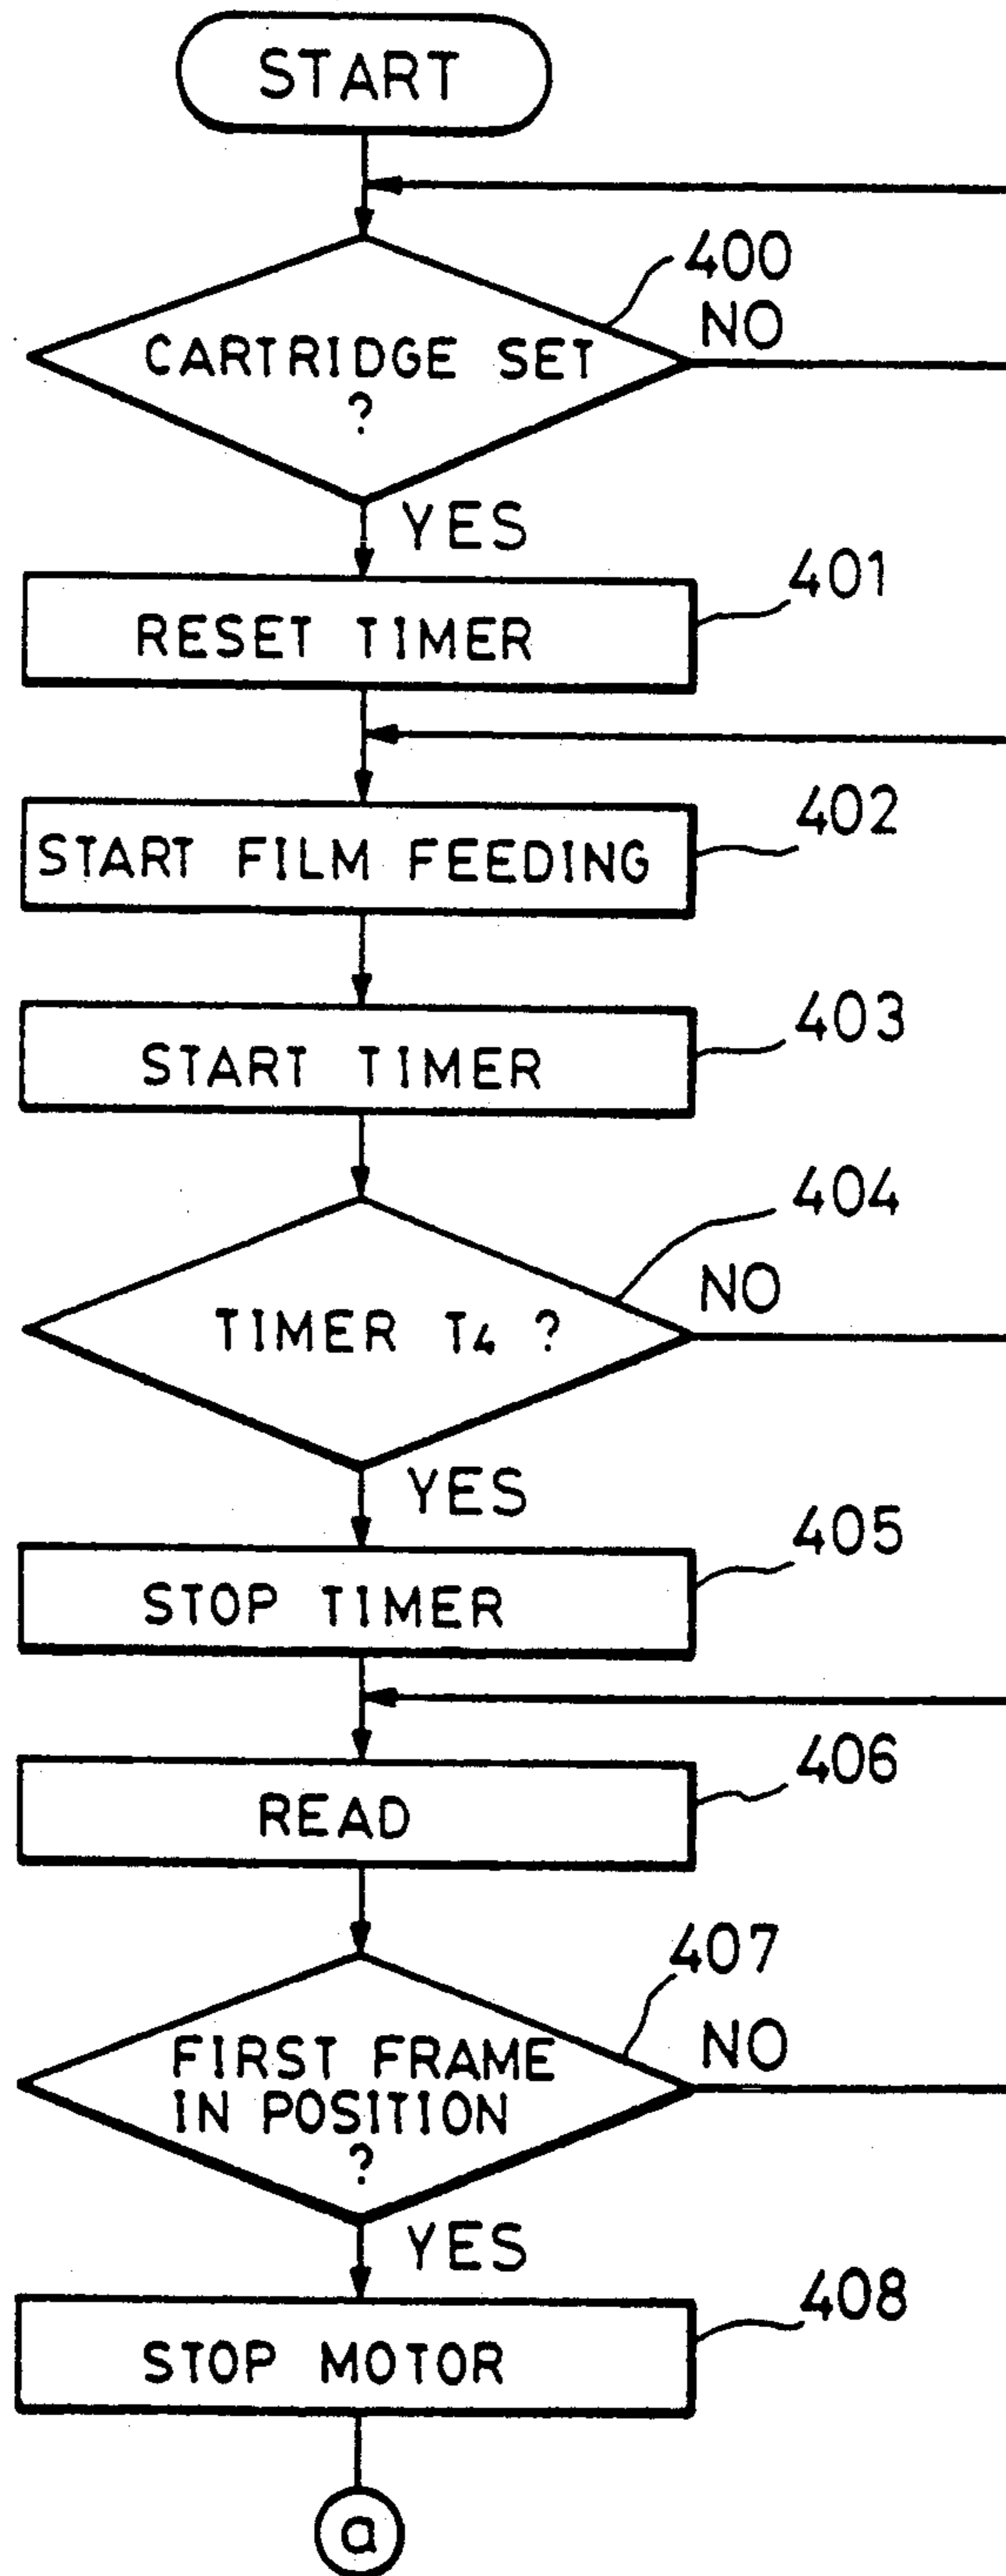 START
400
NO
CARTRIDGE SET
?
YES
401
RESET TIMER
402
START FILM FEEDING
403
START TIMER
404
NO
TIMER T4 ?
YES
405
STOP TIMER
406
READ
407
NO
FIRST FRAME
IN POSITION
?
YES
408
STOP MOTOR
a